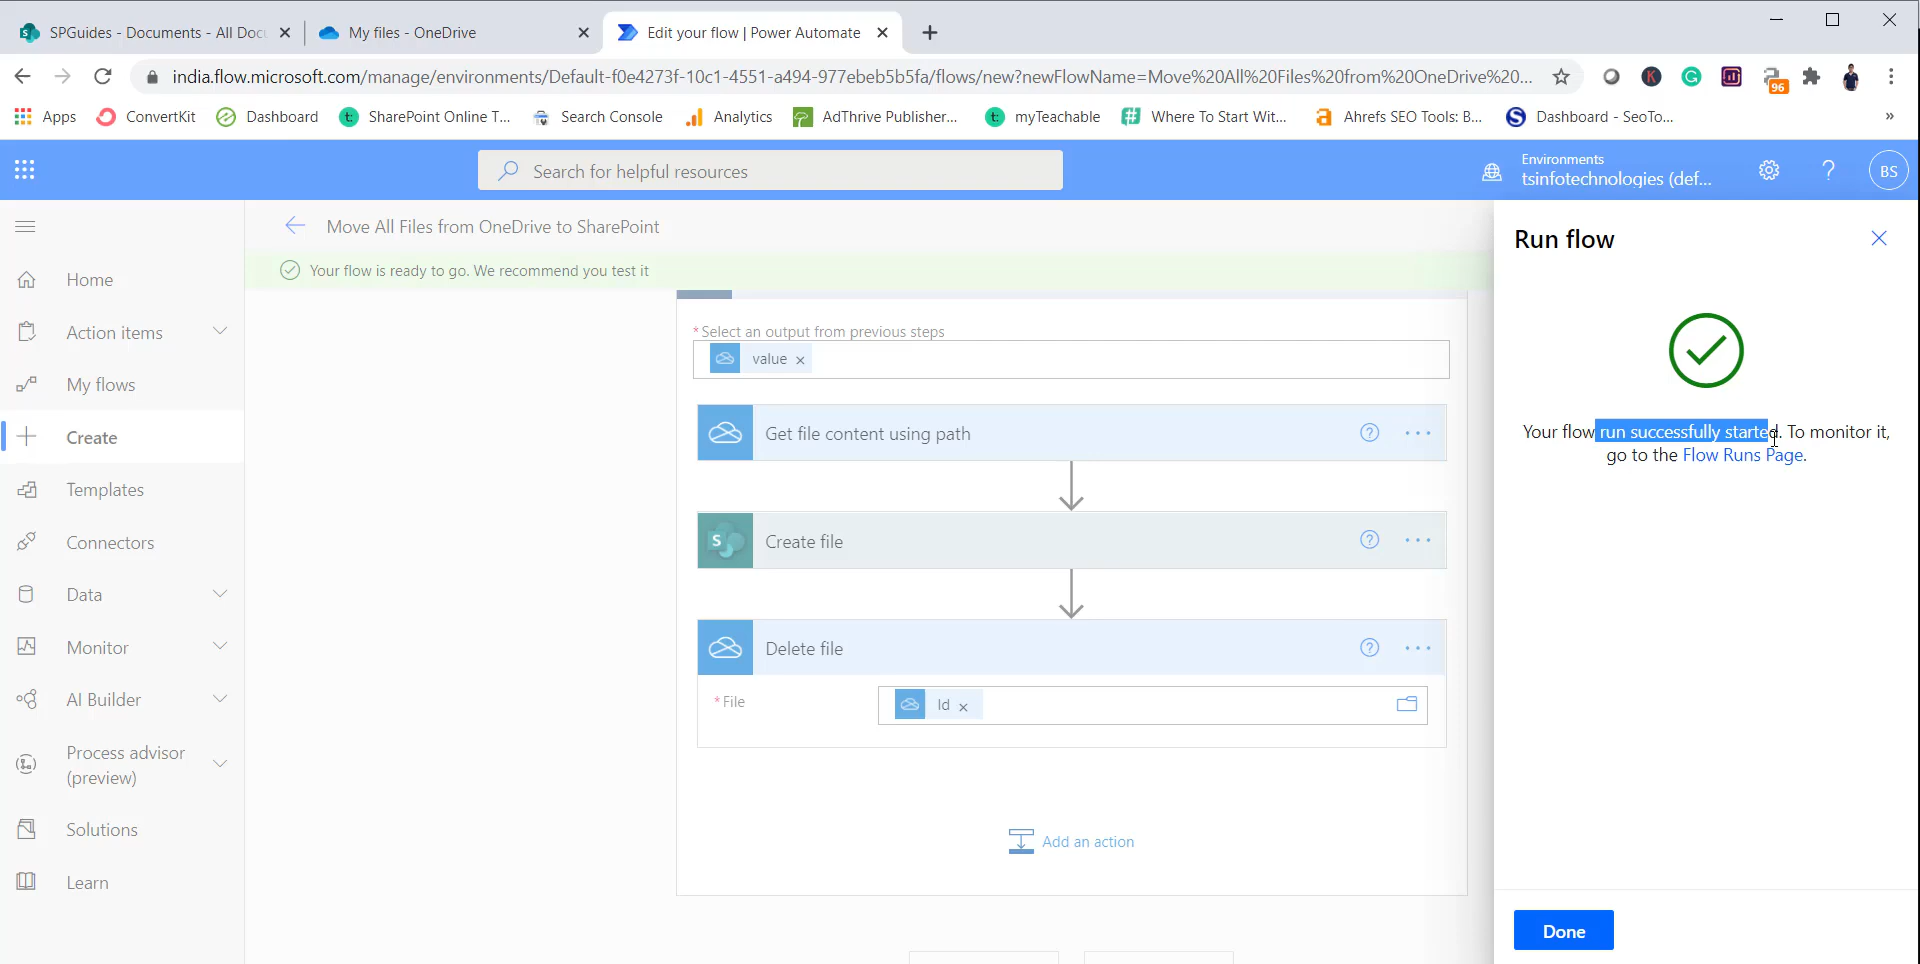 SPGuides - Documents - All Doc
My files - OneDrive
Edit your flow | Power Automate
india.flow.microsoft.com/manage/environments/Default-f0e4273f-10c1-4551-a494-977ebeb5b5fa/flows/new?newFlowName=Move%20All%20Files%20from%20OneDrive%20...
K
G
96
Apps
ConvertKit
Dashboard
t:
SharePoint Online T...
Search Console
Analytics
AdThrive Publisher...
t:
myTeachable
Where To Start Wit...
a
Ahrefs SEO Tools: B...
S
Dashboard - SeoTo...
»
Search for helpful resources
Environments
tsinfotechnologies (def...
?
BS
Move All Files from OneDrive to SharePoint
Your flow is ready to go. We recommend you test it
Home
Action items
My flows
Create
Templates
Connectors
Data
Monitor
AI Builder
Process advisor
(preview)
Solutions
Learn
* Select an output from previous steps
value ×
Get file content using path
? ...
S
Create file
? ...
Delete file
? ...
* File
Id ×
Add an action
Run flow
Your flow run successfully started. To monitor it,
go to the Flow Runs Page.
Done